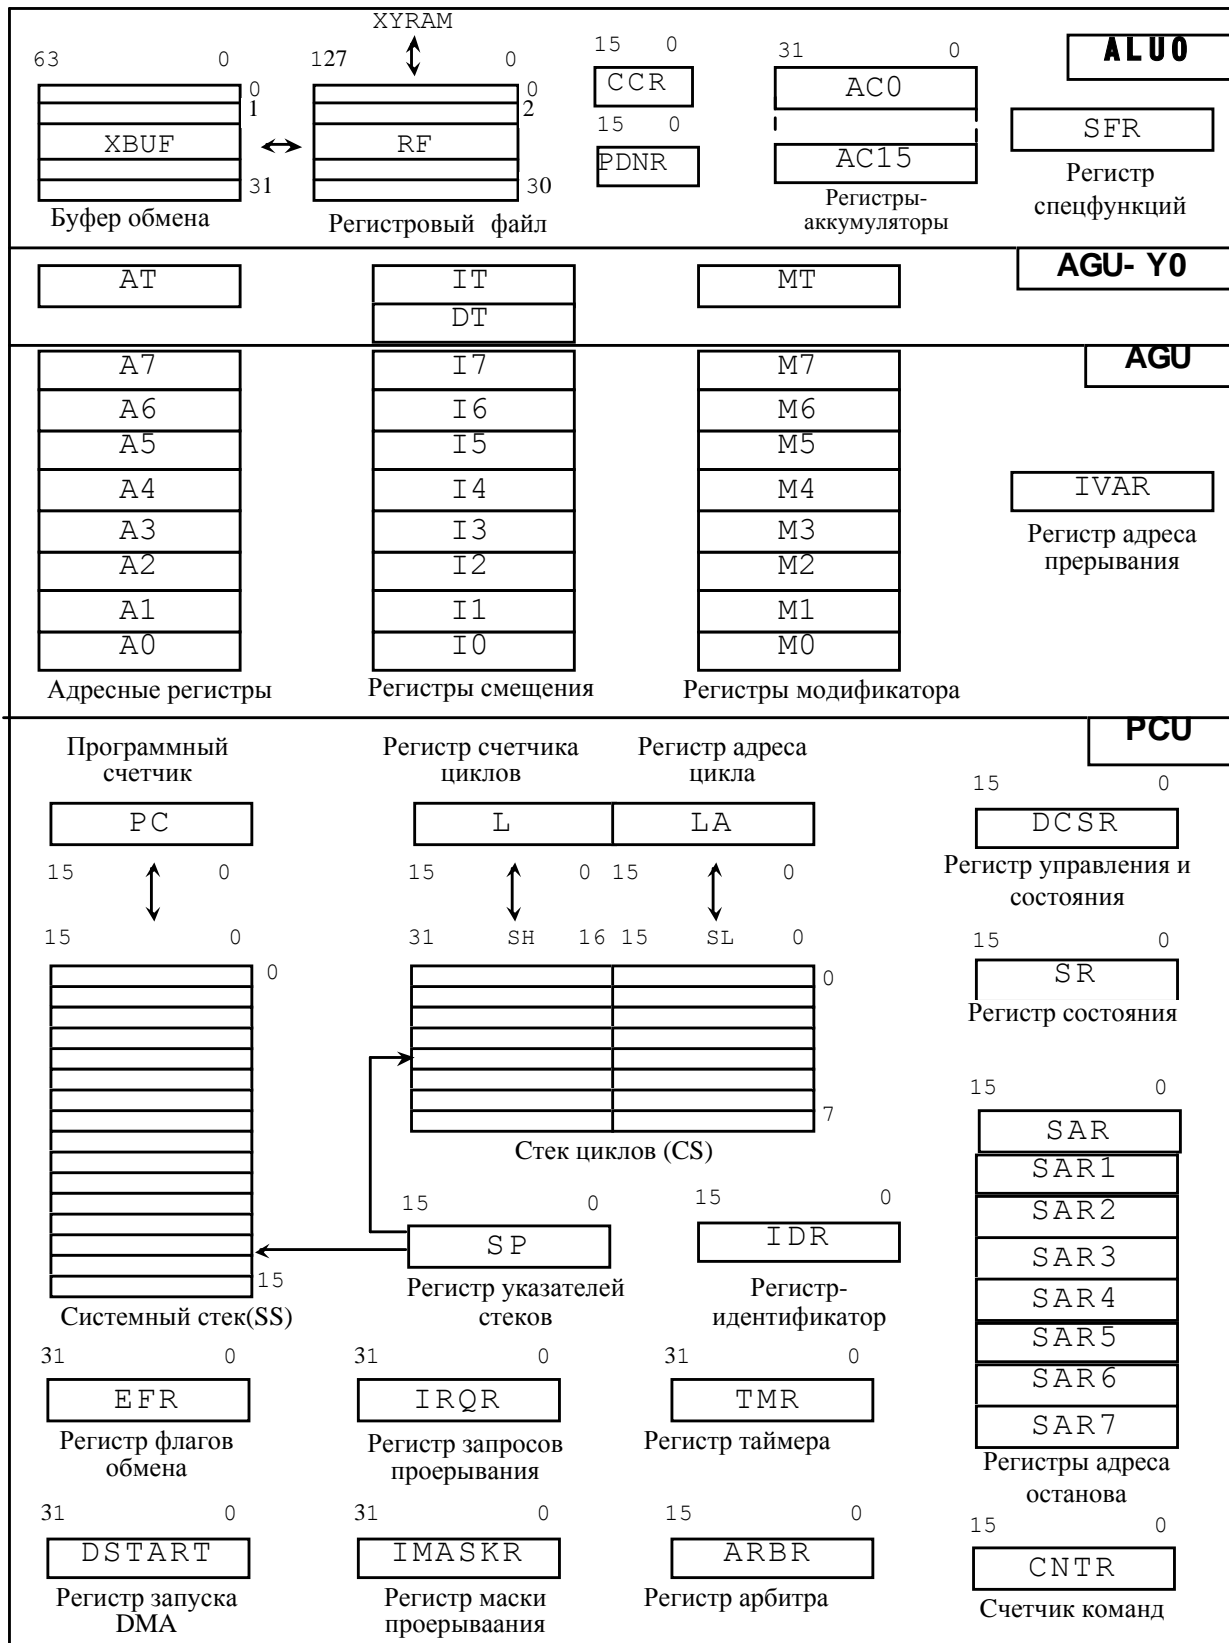 XYRAM
63 0 127 0 15 0 31 0 ALU0
0 0
1 2
CCR AC0
SFR
15 0
XBUF RF PDNR AC15
31 30
Регистр
спецфункций
Буфер обмена Регистровый файл
Регистры-
аккумуляторы
AT IT MT AGU- Y0
DT
A7 I7 M7 AGU
A6 I6 M6
A5 I5 M5
A4 I4 M4 IVAR
A3 I3 M3 Регистр адреса
A2 I2 M2 прерывания
A1 I1 M1
A0 I0 M0
Адресные регистры Регистры смещения Регистры модификатора
PCU
Программный
счетчик
Регистр счетчика
циклов
Регистр адреса
цикла
15 0
PC L LA DCSR
15 0 15 0 15 0
Регистр управления и
состояния
15 0 31 SH 16 15 SL 0 15 0
0 0
SR
Регистр состояния
15 0
7
SAR
Стек циклов (CS)
SAR1
15 0 15 0
SAR2
SP IDR
SAR3
15
Регистр указателей
стеков
Регистр-
идентификатор
SAR4
Системный стек(SS)
SAR5
31 0 31 0 31 0
SAR6
EFR IRQR TMR
SAR7
Регистр флагов
обмена
Регистр запросов
проерывания
Регистр таймера
Регистры адреса
останова
31 0 31 0 15 0 15 0
DSTART IMASKR ARBR CNTR
Регистр запуска
DMA
Регистр маски
проерываания
Регистр арбитра
Счетчик команд